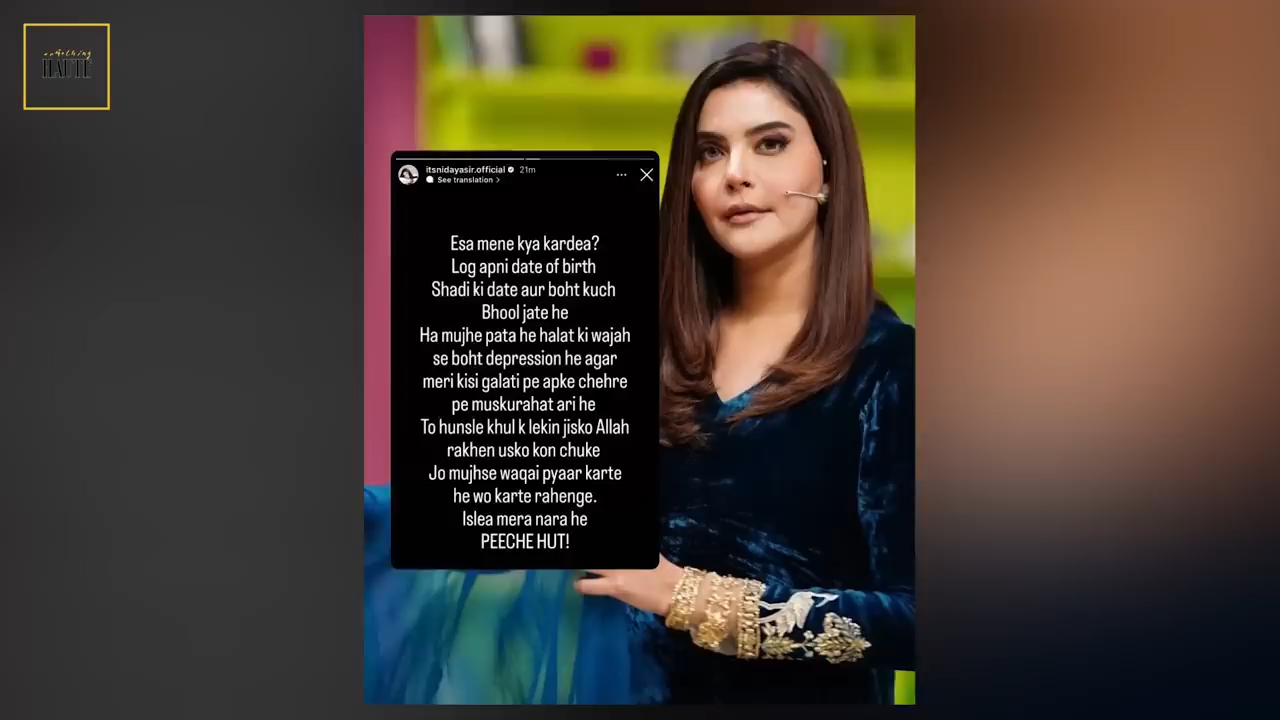 something
HAUTE
itsnidayasir.official 21m
See translation >
Esa mene kya kardea?
Log apni date of birth
Shadi ki date aur boht kuch
Bhool jate he
Ha mujhe pata he halat ki wajah
se boht depression he agar
meri kisi galati pe apke chehre
pe muskurahat ari he
To hunsle khul k lekin jisko Allah
rakhen usko kon chuke
Jo mujhse waqai pyaar karte
he wo karte rahenge.
Islea mera nara he
PEECHE HUT!